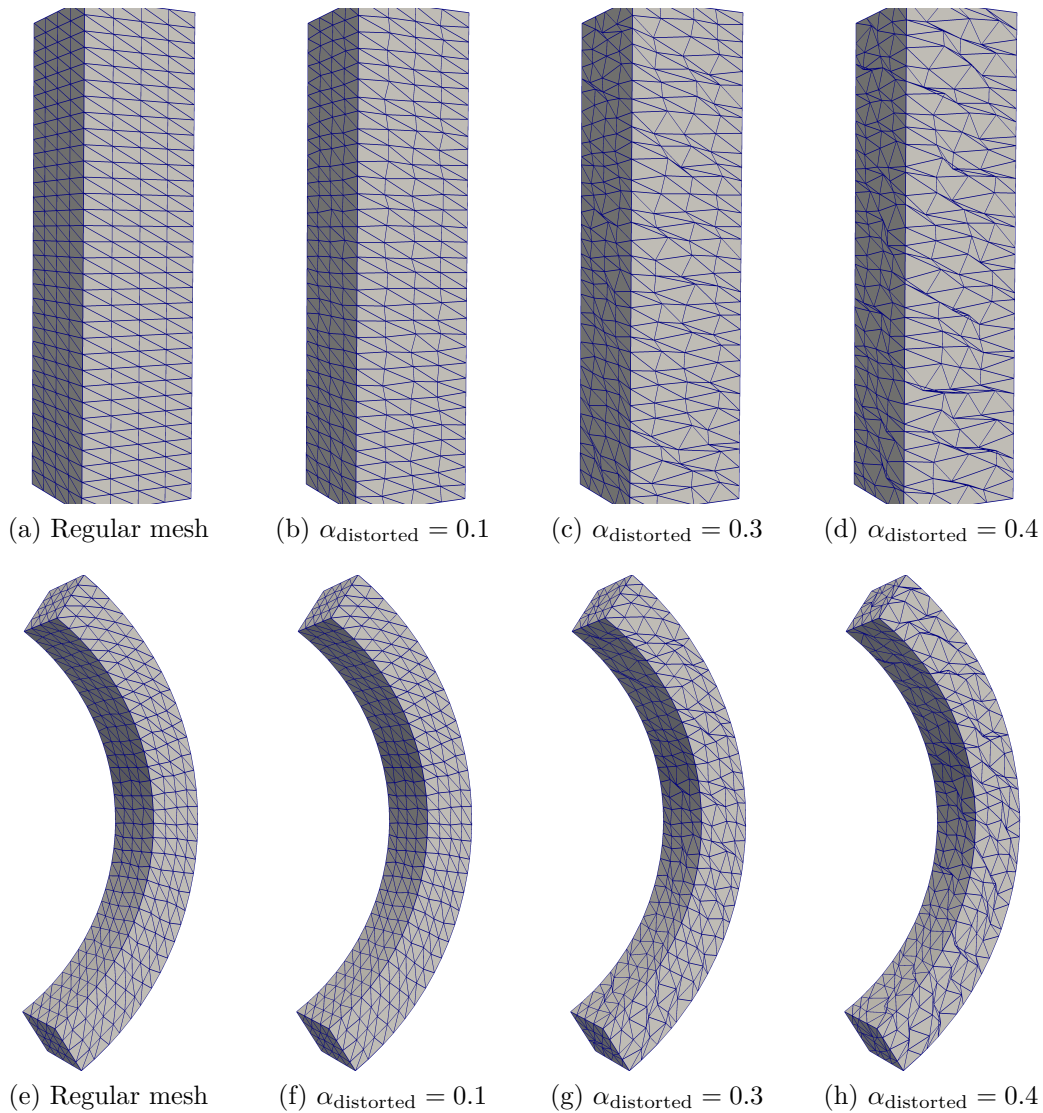 (a) Regular mesh
(b) α_distorted = 0.1
(c) α_distorted = 0.3
(d) α_distorted = 0.4
(e) Regular mesh
(f) α_distorted = 0.1
(g) α_distorted = 0.3
(h) α_distorted = 0.4